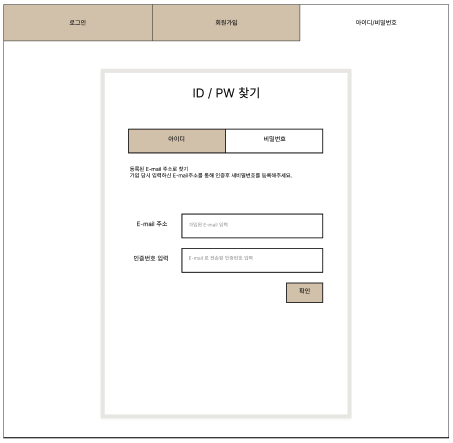 로그인
회원가입
아이디/비밀번호
ID / PW 찾기
아이디
비밀번호
등록된 E-mail 주소로 찾기
가입 당시 입력하신 E-mail주소를 통해 인증후 새비밀번호를 등록해주세요.
E-mail 주소
가입된 E-mail 입력
인증번호 입력
E-mail 로 전송된 인증번호 입력
확인